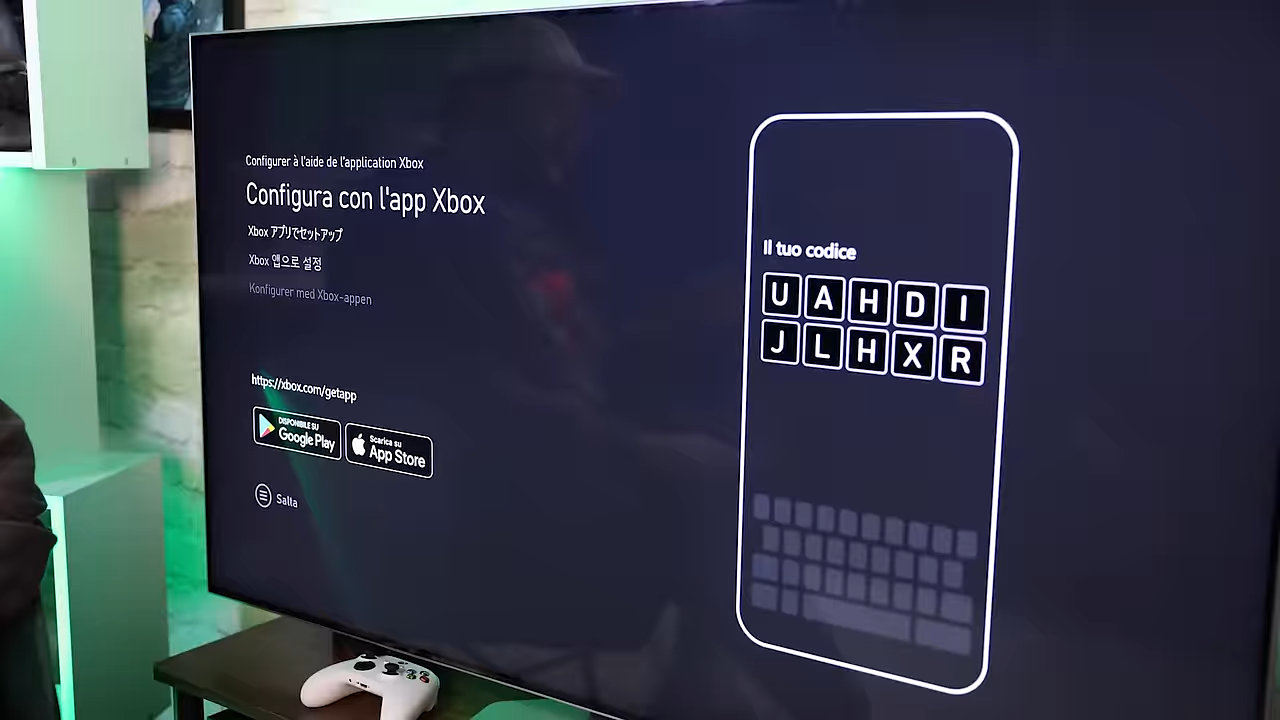 Configurer à l'aide de l'application Xbox
Configura con l'app Xbox
Xbox アプリでセットアップ
Xbox 앱으로 설정
Konfigurer med Xbox-appen
https://xbox.com/getapp
DISPONIBILE SU
Google Play
Scarica su
App Store
Salta
Il tuo codice
UAHDI
JLHXR